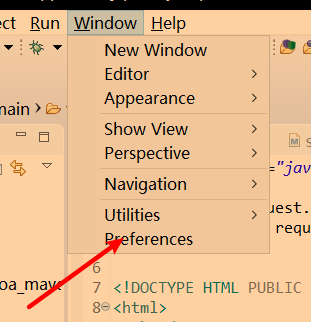 Run Window Help
New Window
Editor
Appearance
main
Show View
Perspective
"jav
Navigation
uest.
requ
Utilities
Preferences
oa_mav
6
7 <!DOCTYPE HTML PUBLIC
8 <html>